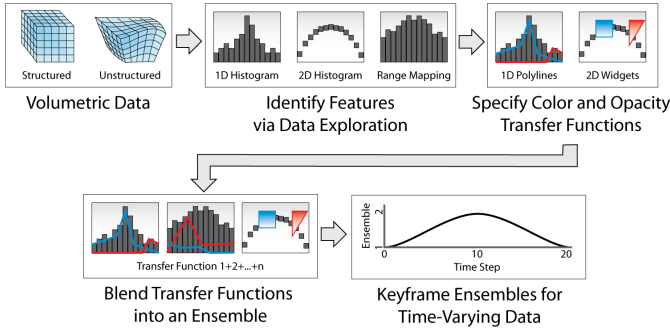 Structured
Unstructured
Volumetric Data
1D Histogram
2D Histogram
Range Mapping
Identify Features
via Data Exploration
1D Polylines
2D Widgets
Specify Color and Opacity
Transfer Functions
Transfer Function 1+2+...+n
Blend Transfer Functions
into an Ensemble
Ensemble
2
1
0
10
20
Time Step
Keyframe Ensembles for
Time-Varying Data